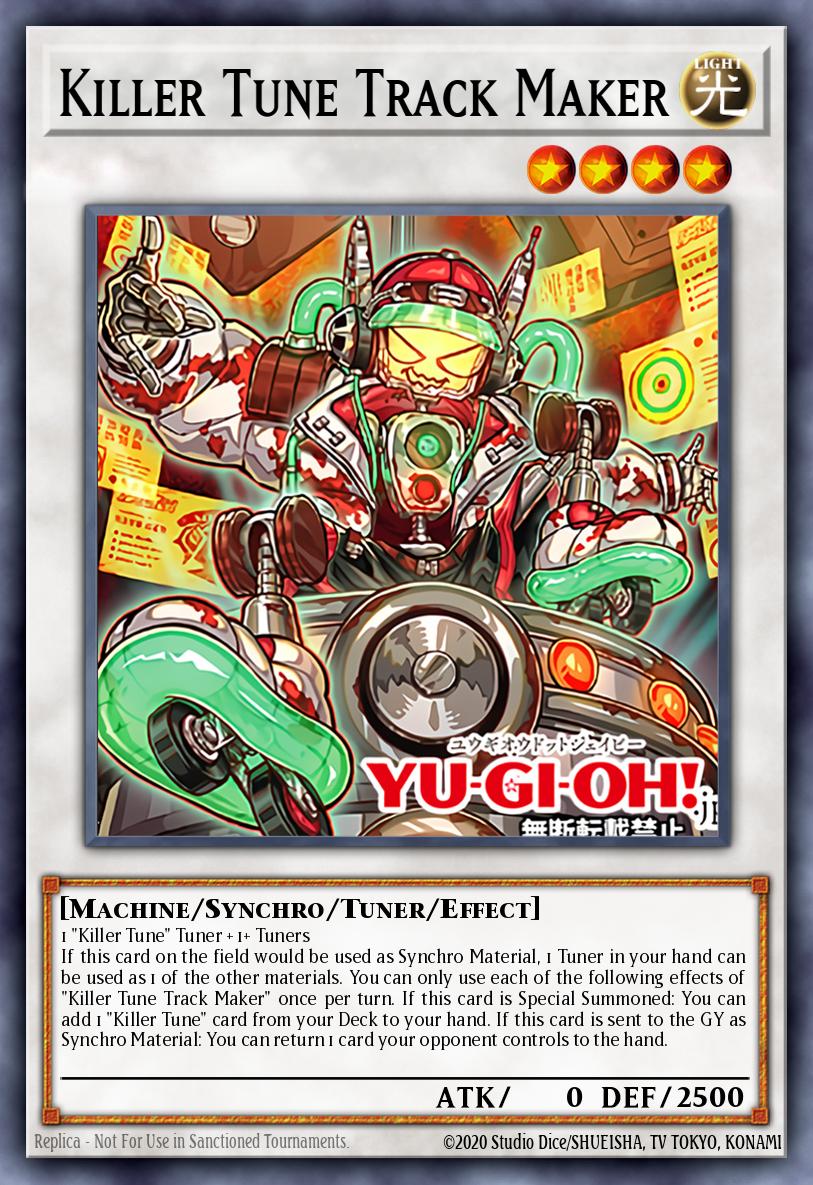 Killer Tune Track Maker
LIGHT
光
ユウギオウドットジェイピー
YU-GI-OH!
.jp
無断転載禁止
[Machine/Synchro/Tuner/Effect]
1 "Killer Tune" Tuner + 1+ Tuners
If this card on the field would be used as Synchro Material, 1 Tuner in your hand can
be used as 1 of the other materials. You can only use each of the following effects of
"Killer Tune Track Maker" once per turn. If this card is Special Summoned: You can
add 1 "Killer Tune" card from your Deck to your hand. If this card is sent to the GY as
Synchro Material: You can return 1 card your opponent controls to the hand.
ATK/ 0 DEF/2500
Replica - Not For Use in Sanctioned Tournaments.
©2020 Studio Dice/SHUEISHA, TV TOKYO, KONAMI